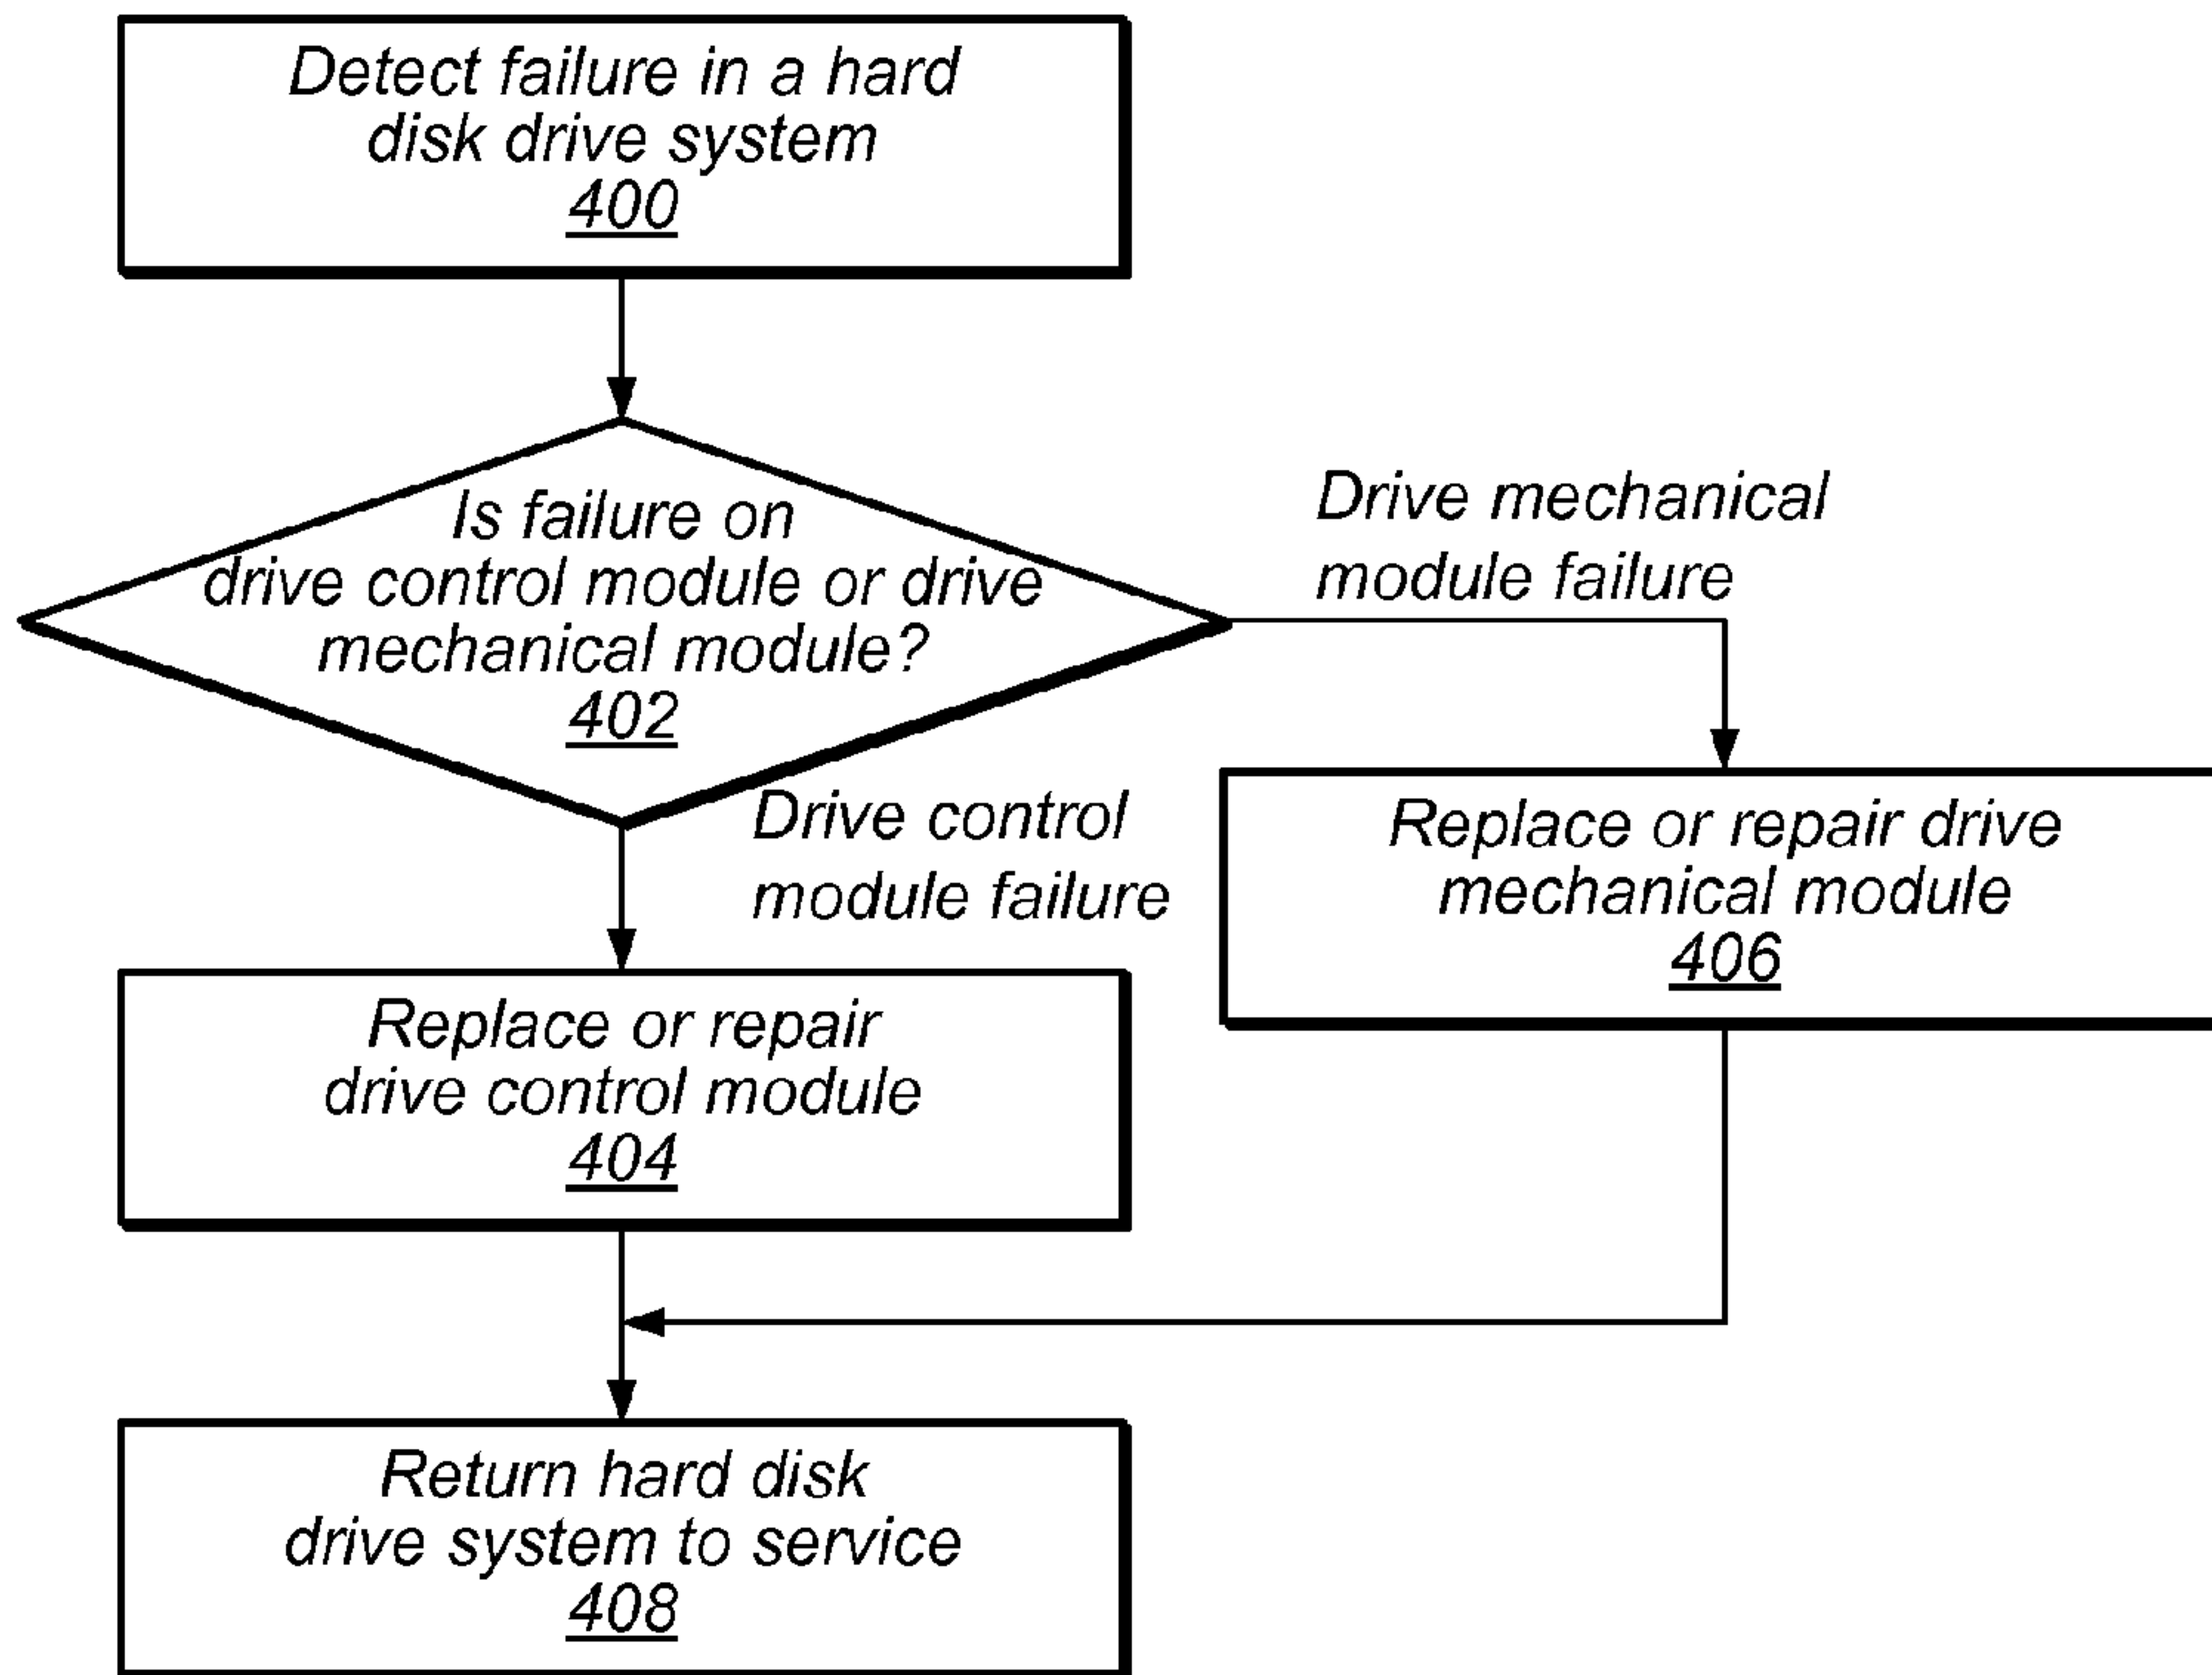 Detect failure in a hard
disk drive system
400
Is failure on
drive control module or drive
mechanical module?
402
Drive mechanical
module failure
Drive control
module failure
Replace or repair drive
mechanical module
406
Replace or repair
drive control module
404
Return hard disk
drive system to service
408